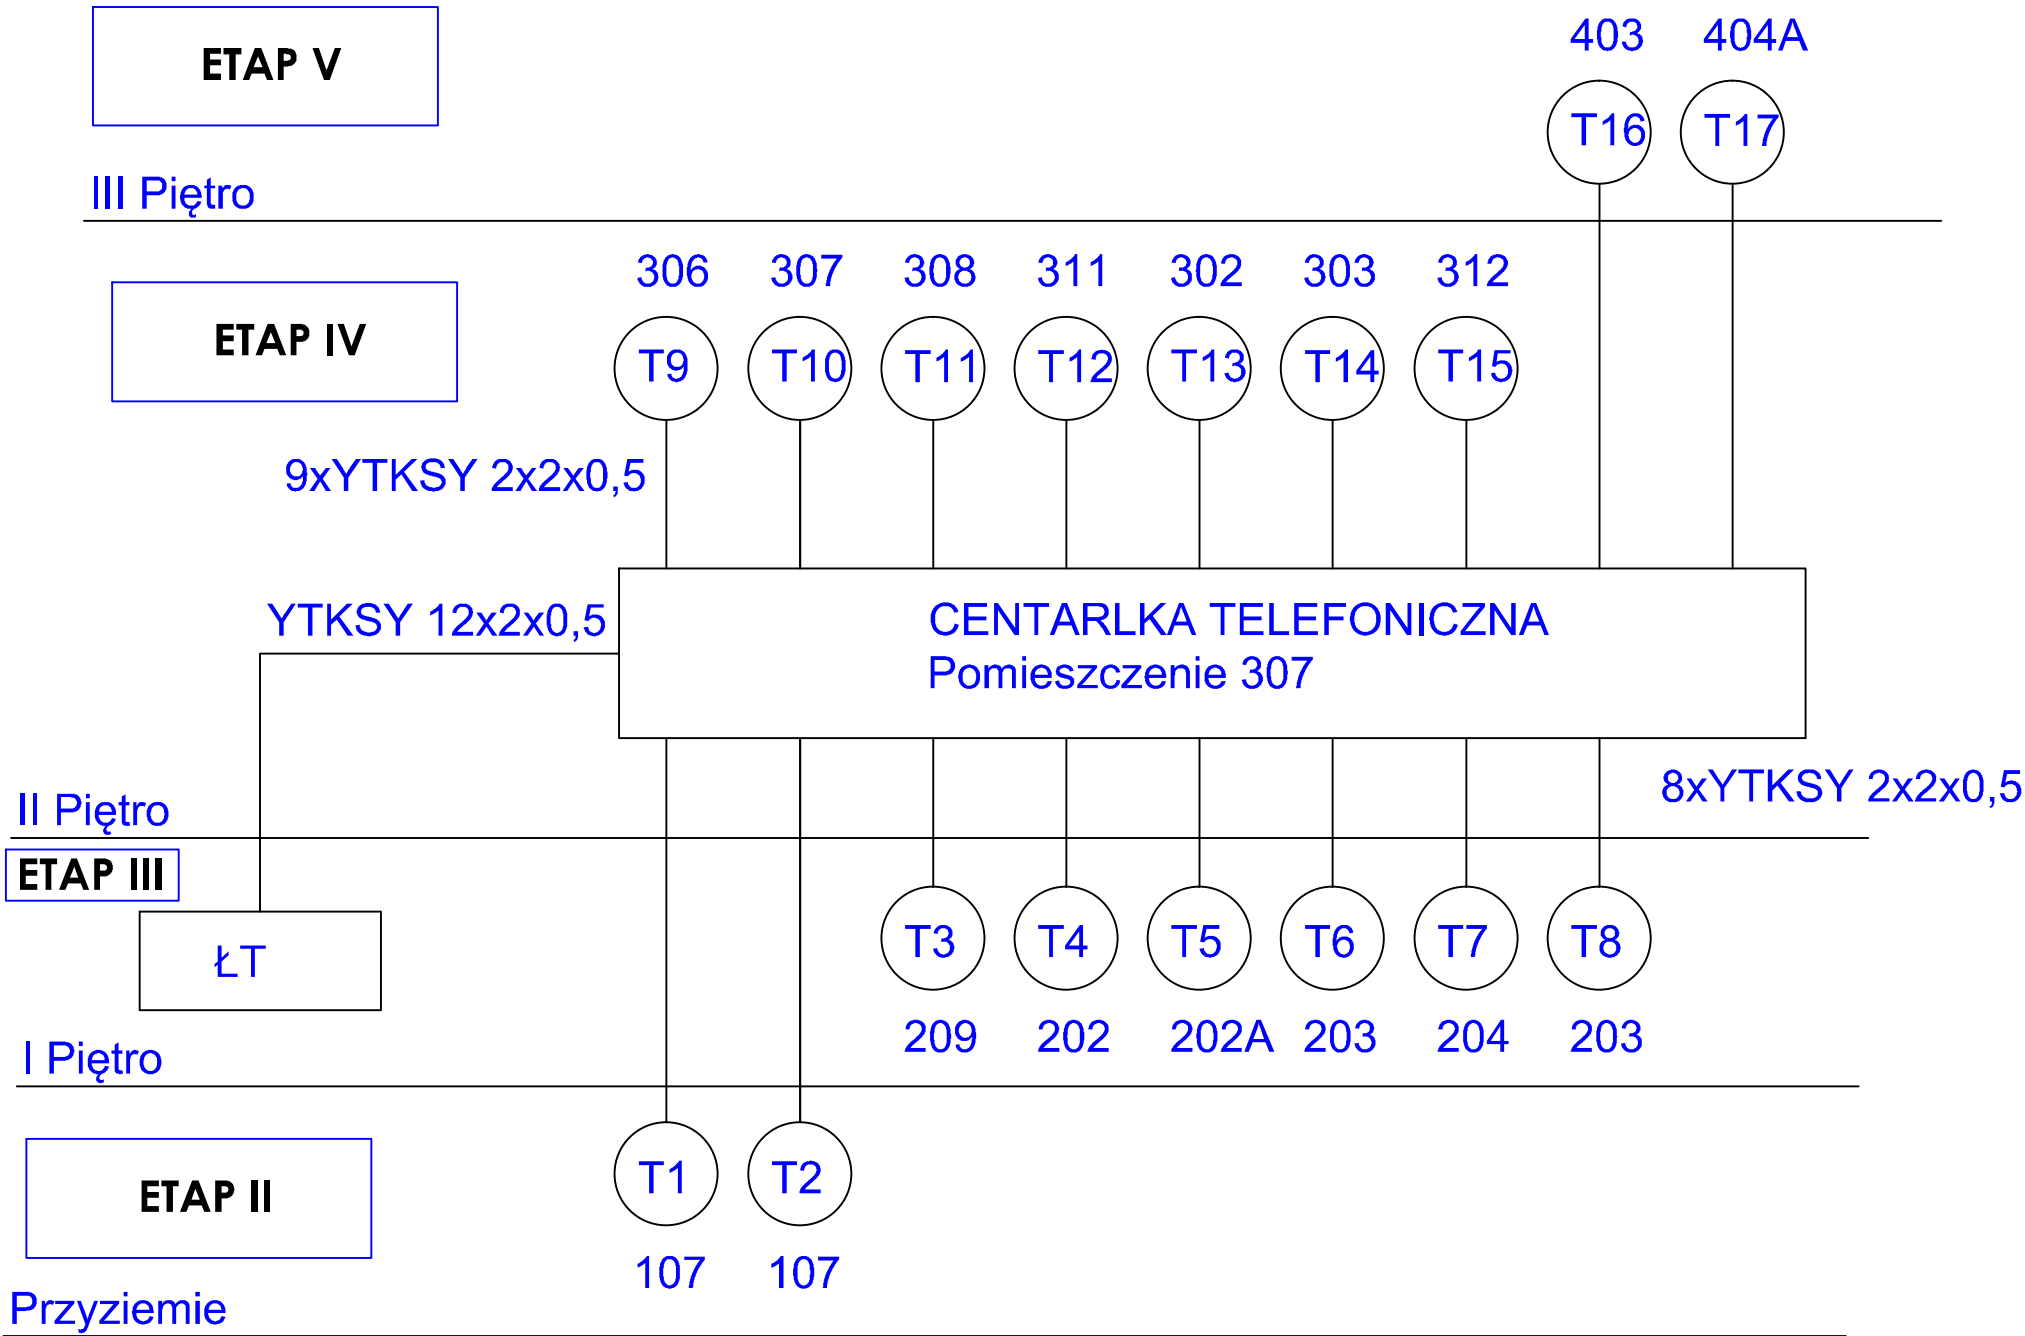 ETAP V
403 404A
T16 T17
III Piętro
306 307 308 311 302 303 312
ETAP IV
T9 T10 T11 T12 T13 T14 T15
9xYTKSY 2x2x0,5
YTKSY 12x2x0,5
CENTARLKA TELEFONICZNA
Pomieszczenie 307
8xYTKSY 2x2x0,5
II Piętro
ETAP III
ŁT
T3 T4 T5 T6 T7 T8
209 202 202A 203 204 203
I Piętro
ETAP II
T1 T2
107 107
Przyziemie